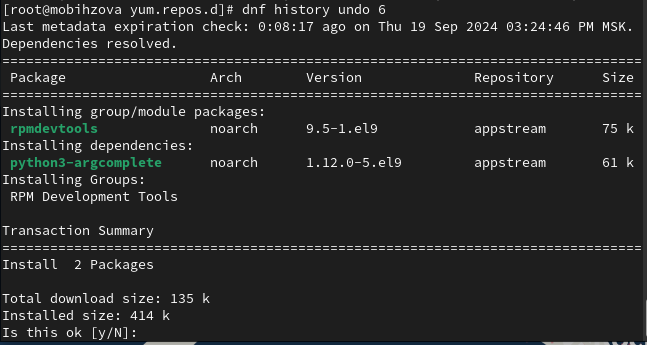 [root@mobihzova yum.repos.d]# dnf history undo 6
Last metadata expiration check: 0:08:17 ago on Thu 19 Sep 2024 03:24:46 PM MSK.
Dependencies resolved.
================================================================================
 Package                  Arch           Version                 Repository       Size
================================================================================
Installing group/module packages:
 rpmdevtools              noarch         9.5-1.el9               appstream        75 k
Installing dependencies:
 python3-argcomplete      noarch         1.12.0-5.el9            appstream        61 k
Installing Groups:
 RPM Development Tools

Transaction Summary
================================================================================
Install  2 Packages

Total download size: 135 k
Installed size: 414 k
Is this ok [y/N]: